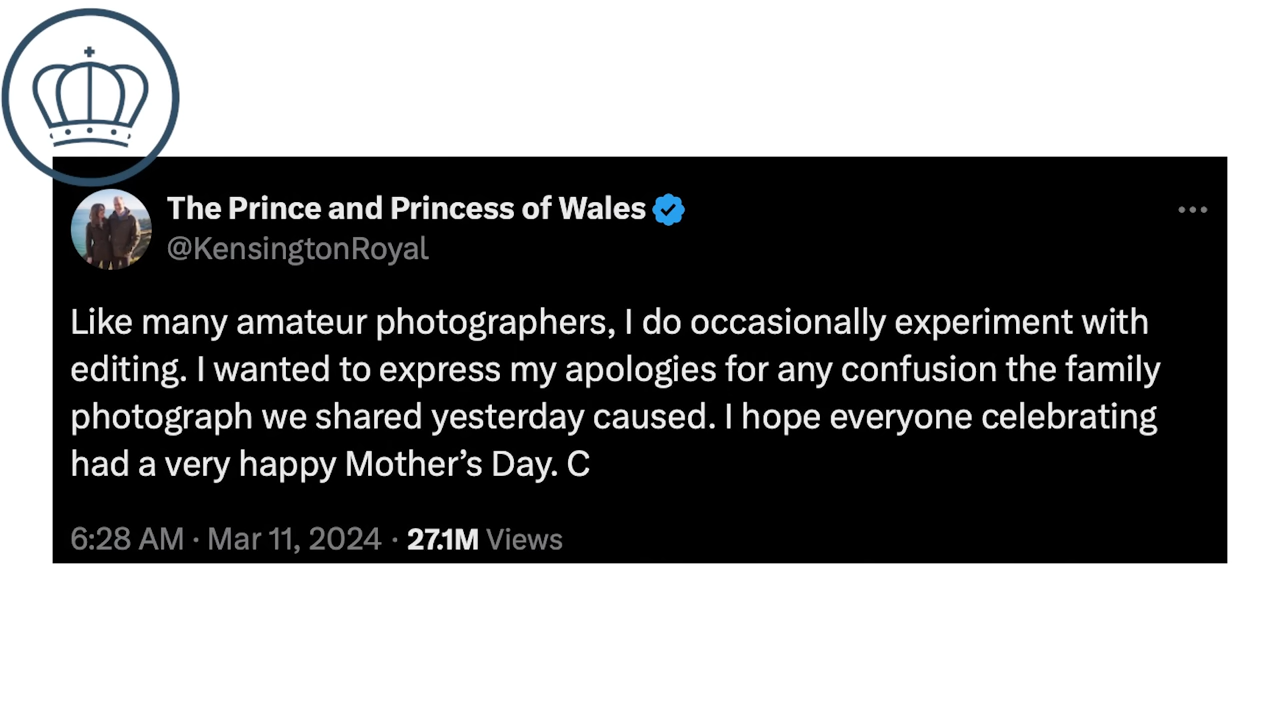 The Prince and Princess of Wales
@KensingtonRoyal
Like many amateur photographers, I do occasionally experiment with
editing. I wanted to express my apologies for any confusion the family
photograph we shared yesterday caused. I hope everyone celebrating
had a very happy Mother’s Day. C
6:28 AM · Mar 11, 2024 · 27.1M Views